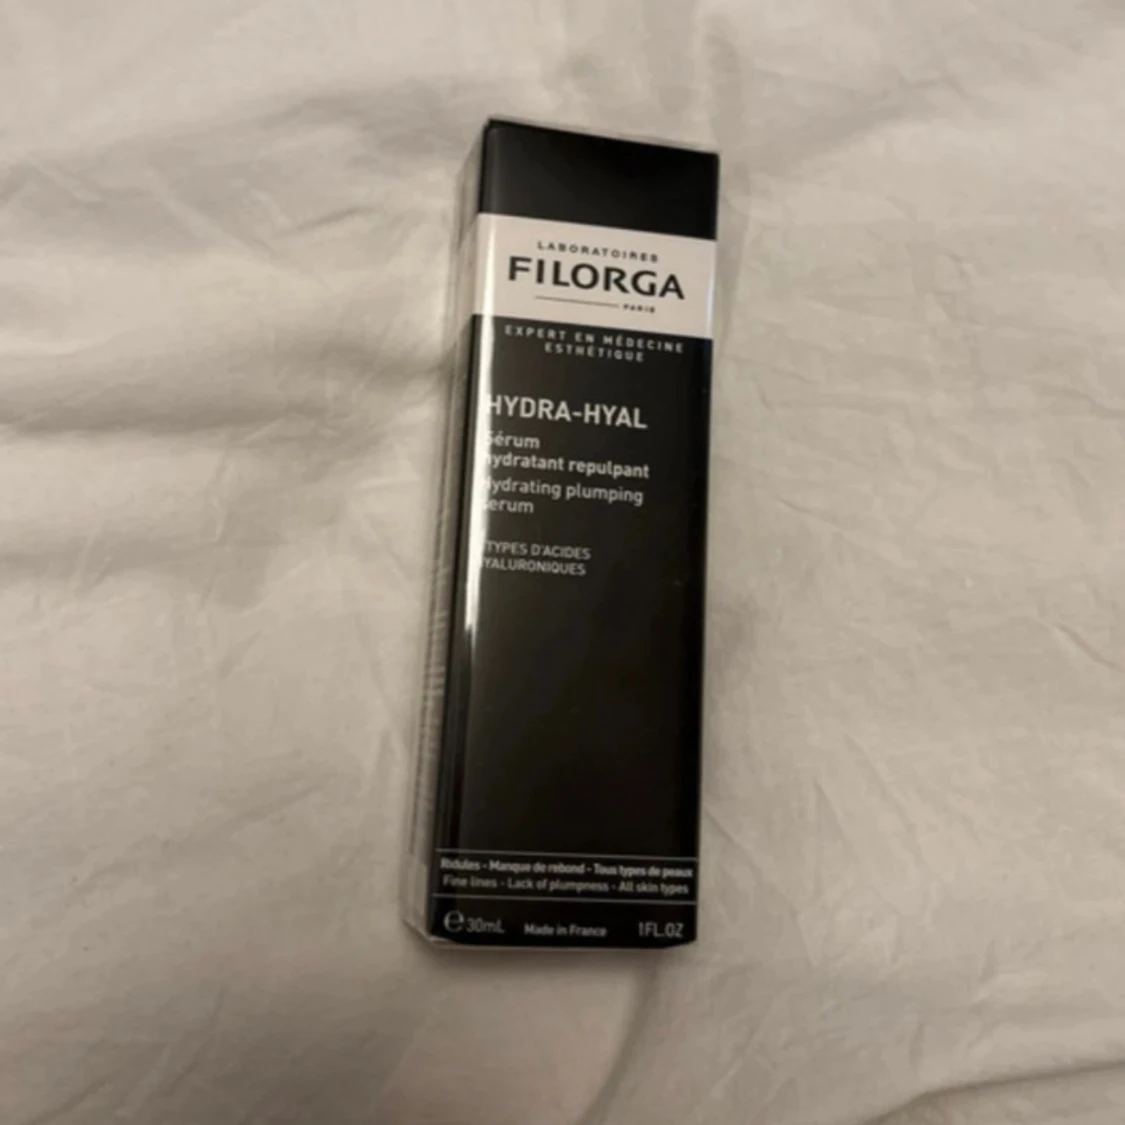 LABORATOIRES
FILORGA
PARIS
EXPERT EN MÉDECINE
ESTHÉTIQUE
HYDRA-HYAL
Sérum
hydratant repulpant
Hydrating plumping
serum
TYPES D'ACIDES
HYALURONIQUES
Ridules - Manque de rebond - Tous types de peaux
Fine lines - Lack of plumpness - All skin types
e 30mL Made in France 1FL.OZ